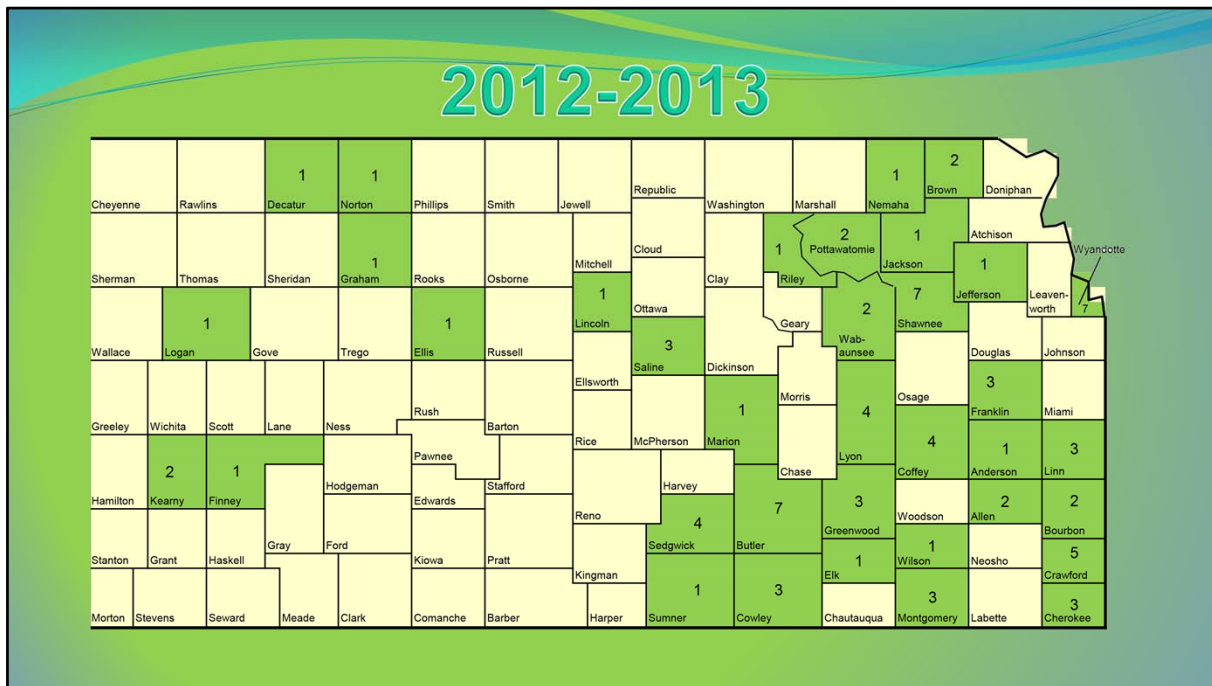 2012-2013
1
1
1
2
Cheyenne
Rawlins
Decatur
Norton
Phillips
Smith
Jewell
Republic
Washington
Marshall
Nemaha
Brown
Doniphan
1
1
2
1
1
Sherman
Thomas
Sheridan
Graham
Rooks
Osborne
Mitchell
Cloud
Clay
Riley
Pottawatomie
Jackson
Atchison
Jefferson
Leaven-
worth
Wyandotte
7
1
1
1
3
2
7
Wallace
Logan
Gove
Trego
Ellis
Russell
Lincoln
Ottawa
Saline
Dickinson
Geary
Wab-
aunsee
Shawnee
Douglas
Johnson
1
4
3
Greeley
Wichita
Scott
Lane
Ness
Rush
Barton
Ellsworth
Rice
McPherson
Marion
Morris
Chase
Lyon
Osage
Franklin
Miami
2
1
4
1
3
Hamilton
Kearny
Finney
Hodgeman
Pawnee
Edwards
Stafford
Reno
Harvey
Coffey
Anderson
Linn
4
7
3
2
2
Stanton
Grant
Haskell
Gray
Ford
Kiowa
Pratt
Kingman
Sedgwick
Butler
Greenwood
Woodson
Allen
Bourbon
1
3
1
1
3
5
3
Morton
Stevens
Seward
Meade
Clark
Comanche
Barber
Harper
Sumner
Cowley
Elk
Chautauqua
Wilson
Montgomery
Neosho
Labette
Crawford
Cherokee